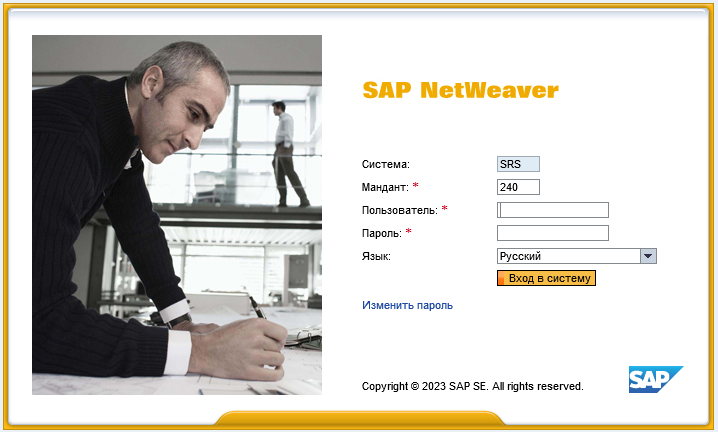 SAP NetWeaver
Система: SRS
Мандант: * 240
Пользователь: *
Пароль: *
Язык: Русский
Вход в систему
Изменить пароль
SAP
Copyright © 2023 SAP SE. All rights reserved.